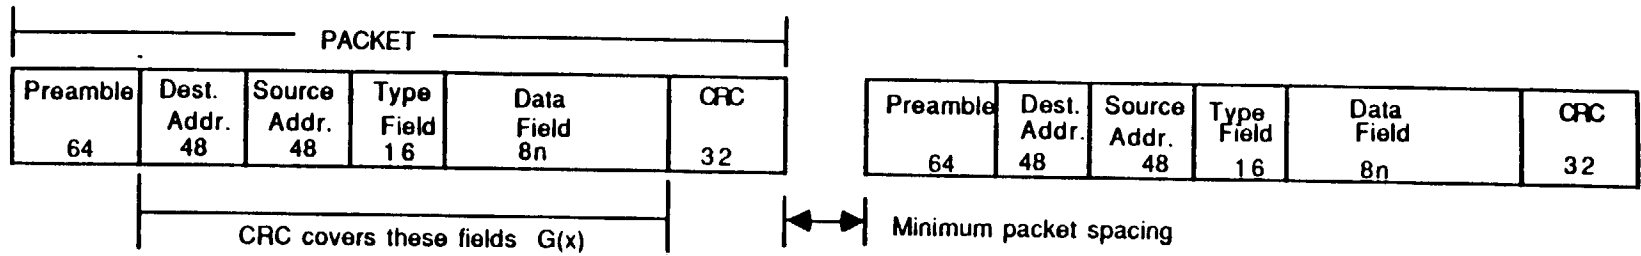 PACKET
Preamble Dest. Source Type Data CRC
Addr. Addr. Field Field
64 48 48 16 8n 32
Preamble Dest. Source Type Data CRC
Addr. Addr. Field Field
64 48 48 16 8n 32
CRC covers these fields G(x)
Minimum packet spacing